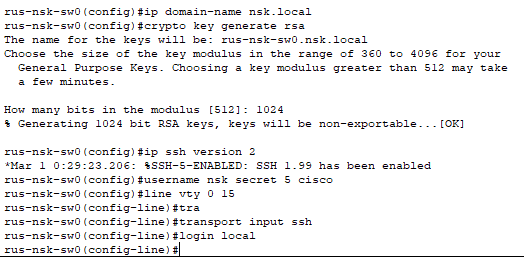 rus-nsk-sw0(config)#ip domain-name nsk.local
rus-nsk-sw0(config)#crypto key generate rsa
The name for the keys will be: rus-nsk-sw0.nsk.local
Choose the size of the key modulus in the range of 360 to 4096 for your
  General Purpose Keys. Choosing a key modulus greater than 512 may take
  a few minutes.

How many bits in the modulus [512]: 1024
% Generating 1024 bit RSA keys, keys will be non-exportable...[OK]

rus-nsk-sw0(config)#ip ssh version 2
*Mar 1 0:29:23.206: %SSH-5-ENABLED: SSH 1.99 has been enabled
rus-nsk-sw0(config)#username nsk secret 5 cisco
rus-nsk-sw0(config)#line vty 0 15
rus-nsk-sw0(config-line)#tra
rus-nsk-sw0(config-line)#transport input ssh
rus-nsk-sw0(config-line)#login local
rus-nsk-sw0(config-line)#